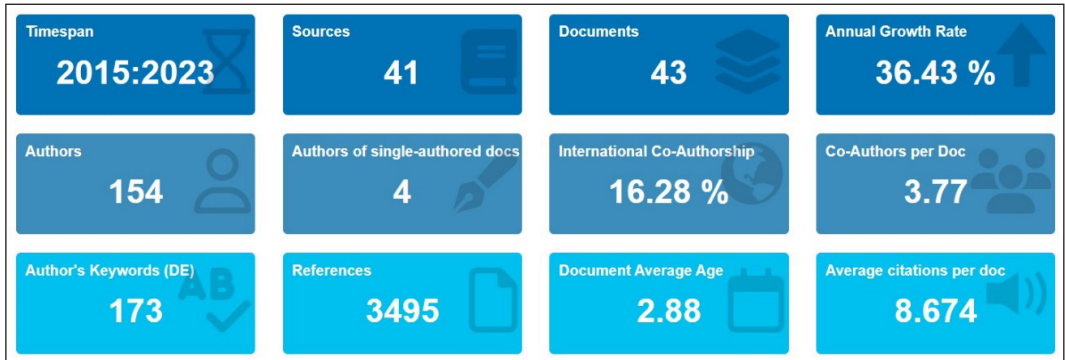 Timespan
2015:2023
Sources
41
Documents
43
Annual Growth Rate
36.43 %
Authors
154
Authors of single-authored docs
4
International Co-Authorship
16.28 %
Co-Authors per Doc
3.77
Author's Keywords (DE)
173
AB
References
3495
Document Average Age
2.88
Average citations per doc
8.674